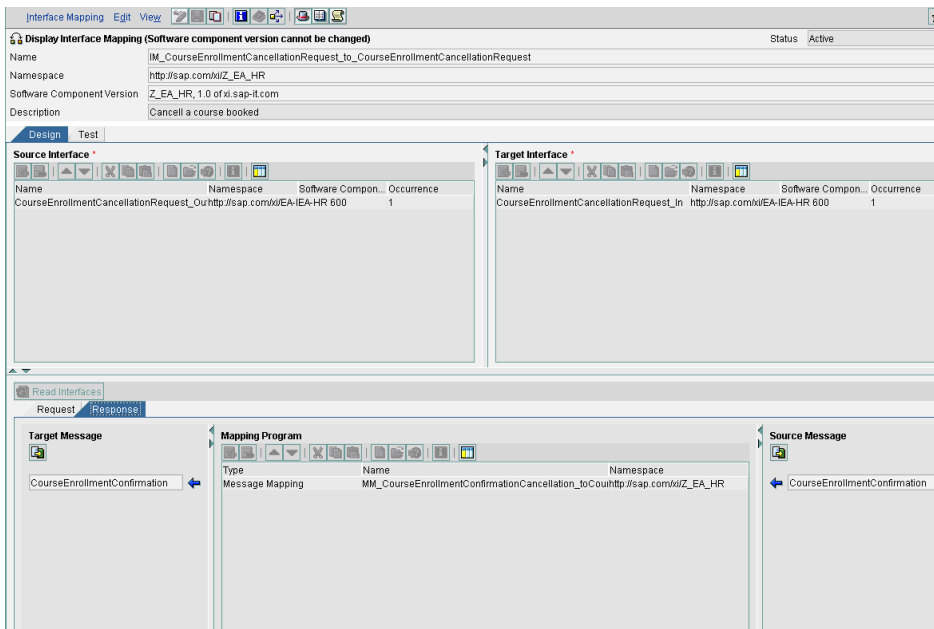 Interface Mapping Edit View
Display Interface Mapping (Software component version cannot be changed) Status Active
Name IM_CourseEnrollmentCancellationRequest_to_CourseEnrollmentCancellationRequest
Namespace http://sap.com/xi/Z_EA_HR
Software Component Version Z_EA_HR, 1.0 of xi.sap-it.com
Description Cancell a course booked
Design Test
Source Interface * Target Interface *
Name Namespace Software Compon... Occurrence Name Namespace Software Compon... Occurrence
CourseEnrollmentCancellationRequest_Ou http://sap.com/xi/EA-I EA-HR 600 1 CourseEnrollmentCancellationRequest_In http://sap.com/xi/EA-I EA-HR 600 1
Read Interfaces
Request Response
Target Message Mapping Program Source Message
Type Name Namespace
CourseEnrollmentConfirmation Message Mapping MM_CourseEnrollmentConfirmationCancellation_toCou http://sap.com/xi/Z_EA_HR CourseEnrollmentConfirmation